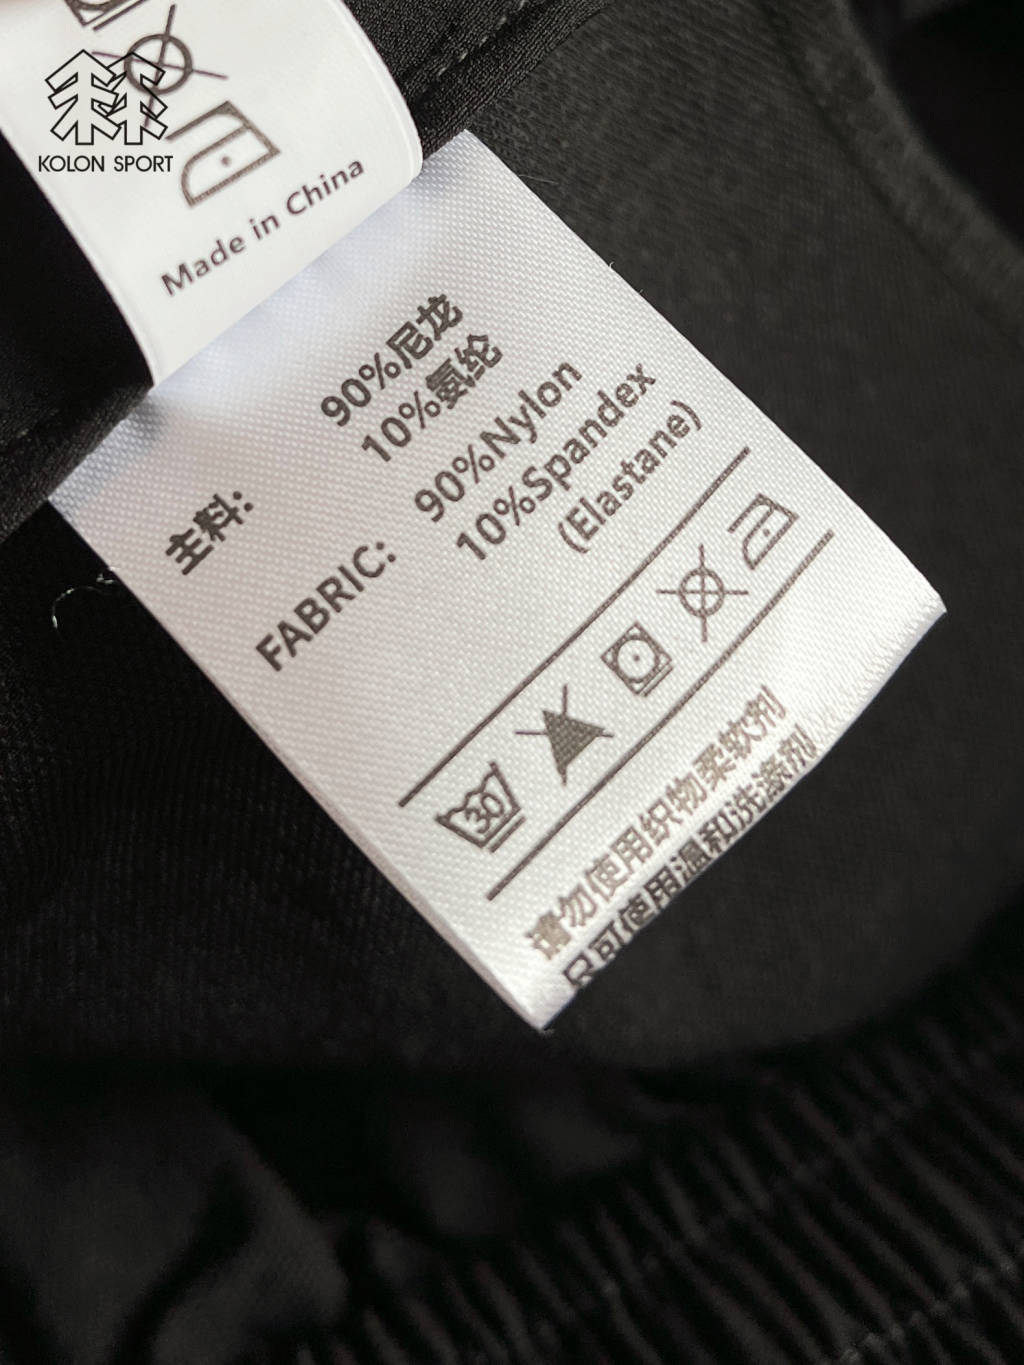 KOLON SPORT
Made in China
主料:
90%尼龙
10%氨纶
FABRIC:
90%Nylon
10%Spandex
(Elastane)
30
请勿使用织物柔软剂
只可使用温和洗涤剂